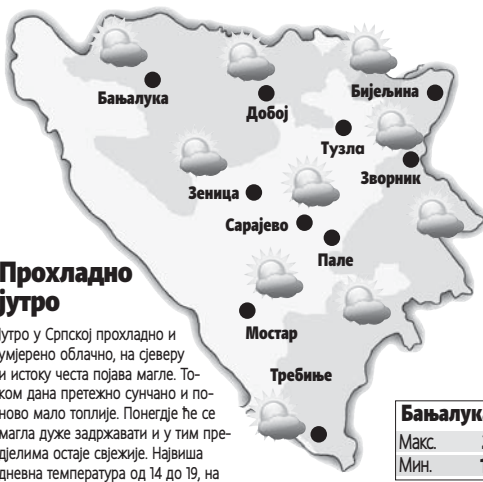 Бањалука
Добој
Бијељина
Тузла
Зворник
Зеница
Сарајево
Пале
Мостар
Требиње
Прохладно
јутро
Јутро у Српској прохладно и
умјерено облачно, на сјеверу
и истоку честа појава магле. То-
ком дана претежно сунчано и по-
ново мало топлије. Понегдје ће се
магла дуже задржавати и у тим пре-
дјелима остаје свјежије. Највиша
дневна температура од 14 до 19, на
Бањалук
Макс.
Мин.